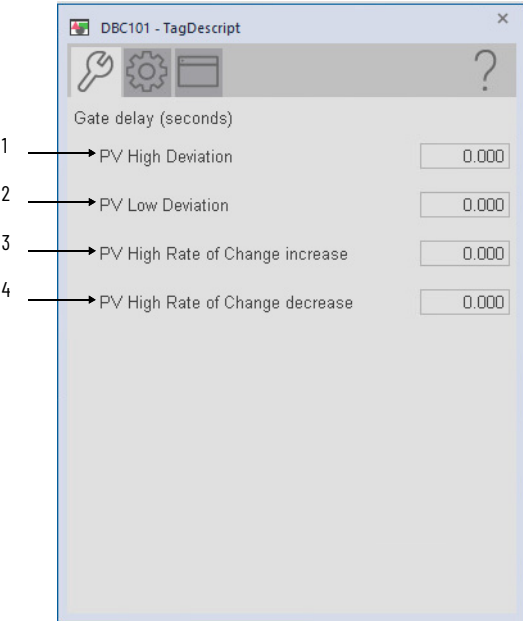 DBC101 - TagDescript
Gate delay (seconds)
1 PV High Deviation 0.000
2 PV Low Deviation 0.000
3 PV High Rate of Change increase 0.000
4 PV High Rate of Change decrease 0.000